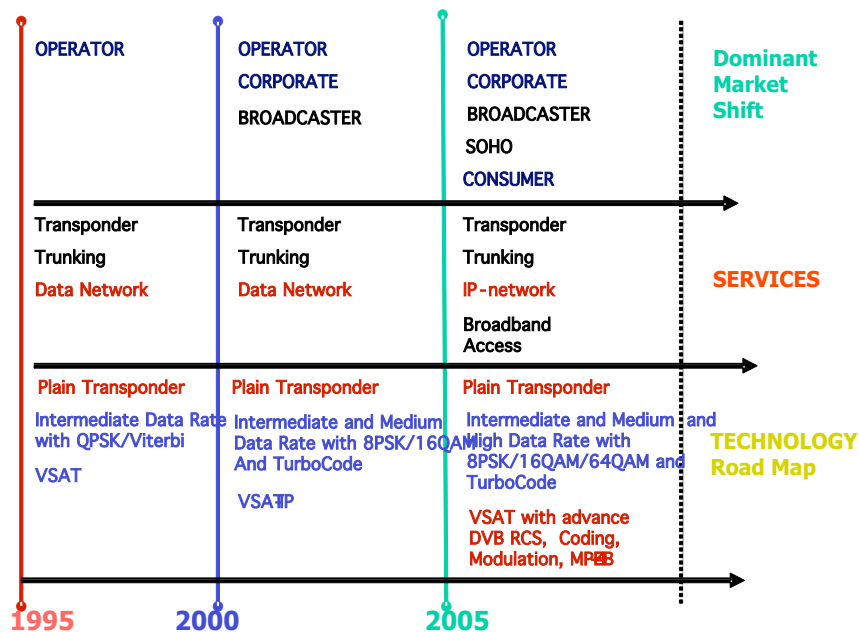 OPERATOR
OPERATOR
CORPORATE
BROADCASTER
OPERATOR
CORPORATE
BROADCASTER
SOHO
CONSUMER
Dominant
Market
Shift
Transponder
Trunking
Data Network
Transponder
Trunking
Data Network
Transponder
Trunking
IP-network
Broadband
Access
SERVICES
Plain Transponder
Intermediate Data Rate
with QPSK/Viterbi
VSAT
Plain Transponder
Intermediate and Medium
Data Rate with 8PSK/16QAM
And TurboCode
VSAT-IP
Plain Transponder
Intermediate and Medium and
High Data Rate with
8PSK/16QAM/64QAM and
TurboCode
VSAT with advance
DVB RCS, Coding,
Modulation,
TECHNOLOGY
Road Map
1995
2000
2005